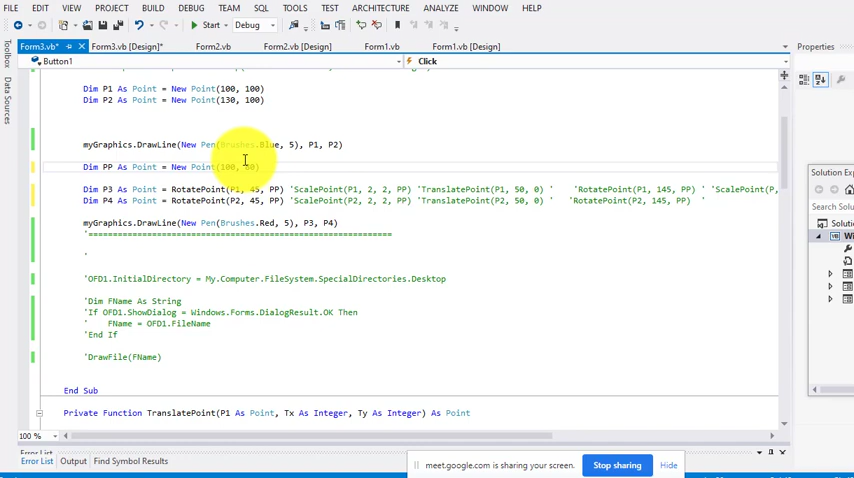 FILE EDIT VIEW PROJECT BUILD DEBUG TEAM SQL TOOLS TEST ARCHITECTURE ANALYZE WINDOW HELP
Start Debug
Form3.vb* Form3.vb [Design]* Form2.vb Form2.vb [Design] Form1.vb Form1.vb [Design]
Button1 Click
Dim P1 As Point = New Point(100, 100)
Dim P2 As Point = New Point(130, 100)
myGraphics.DrawLine(New Pen(Brushes.Blue, 5), P1, P2)
Dim PP As Point = New Point(100, 60)
Dim P3 As Point = RotatePoint(P1, 45, PP) 'ScalePoint(P1, 2, 2, PP) 'TranslatePoint(P1, 50, 0) ' 'RotatePoint(P1, 145, PP) ' 'ScalePoint(P,
Dim P4 As Point = RotatePoint(P2, 45, PP) 'ScalePoint(P2, 2, 2, PP) 'TranslatePoint(P2, 50, 0) ' 'RotatePoint(P2, 145, PP) '
myGraphics.DrawLine(New Pen(Brushes.Red, 5), P3, P4)
'========================================================
'
'OFD1.InitialDirectory = My.Computer.FileSystem.SpecialDirectories.Desktop
'Dim FName As String
'If OFD1.ShowDialog = Windows.Forms.DialogResult.OK Then
' FName = OFD1.FileName
'End If
'DrawFile(FName)
End Sub
Private Function TranslatePoint(P1 As Point, Tx As Integer, Ty As Integer) As Point
100 %
Error List Output Find Symbol Results
meet.google.com is sharing your screen. Stop sharing Hide
Toolbox
Data Sources
Properties
Solution Exp
Search Solu
Solutio
Wi